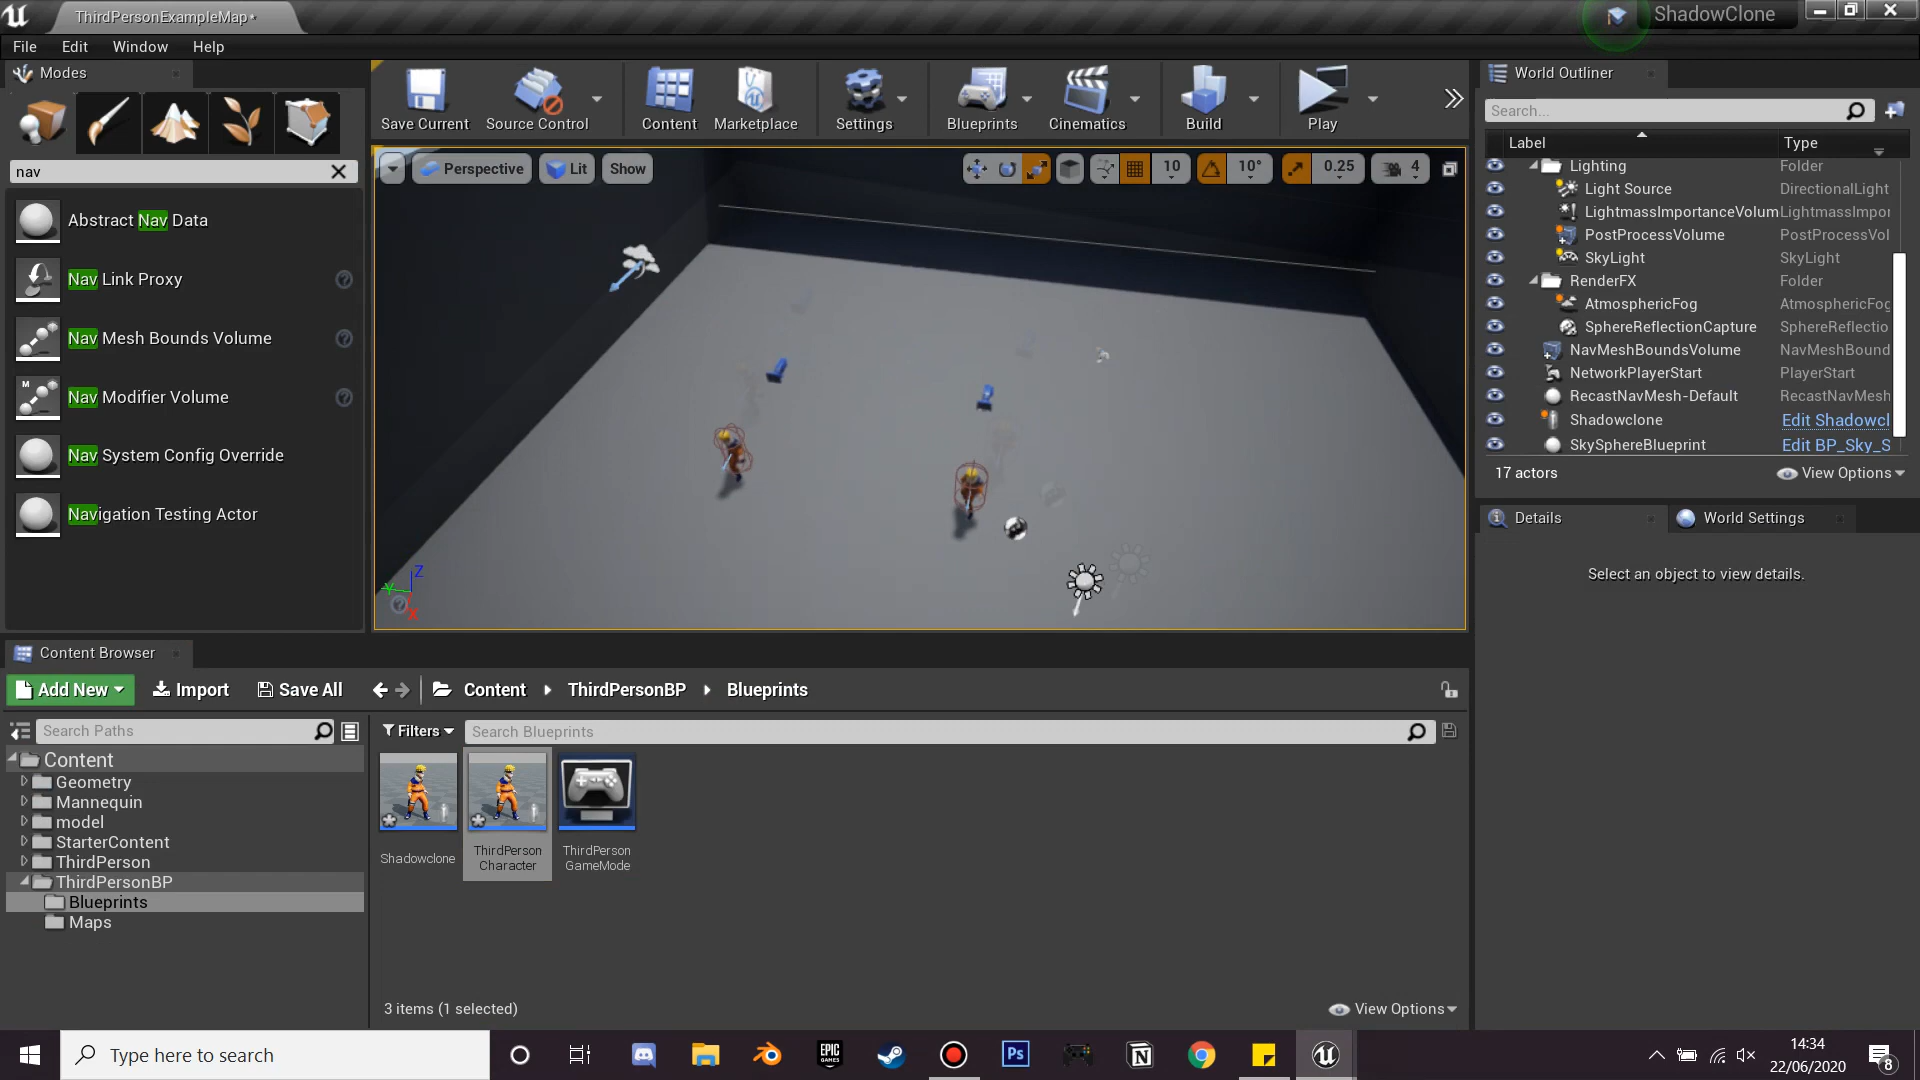 ThirdPersonExampleMap*
ShadowClone
File Edit Window Help
Modes
nav
Abstract Nav Data
Nav Link Proxy
Nav Mesh Bounds Volume
Nav Modifier Volume
Nav System Config Override
Navigation Testing Actor
Save Current Source Control Content Marketplace Settings Blueprints Cinematics Build Play
Perspective Lit Show 10 10° 0.25 4
Z
Y
X
World Outliner
Search...
Label Type
Lighting Folder
Light Source DirectionalLight
LightmassImportanceVolum LightmassImpor
PostProcessVolume PostProcessVol
SkyLight SkyLight
RenderFX Folder
AtmosphericFog AtmosphericFog
SphereReflectionCapture SphereReflectio
NavMeshBoundsVolume NavMeshBound
NetworkPlayerStart PlayerStart
RecastNavMesh-Default RecastNavMesh
Shadowclone Edit Shadowcl
SkySphereBlueprint Edit BP_Sky_S
17 actors View Options
Details World Settings
Select an object to view details.
Content Browser
Add New Import Save All Content ThirdPersonBP Blueprints
Search Paths
Filters Search Blueprints
Content
Geometry
Mannequin
model
StarterContent
ThirdPerson
ThirdPersonBP
Blueprints
Maps
Shadowclone
ThirdPerson
Character
ThirdPerson
GameMode
3 items (1 selected) View Options
Type here to search
EPIC
GAMES
Ps
14:34
22/06/2020
8